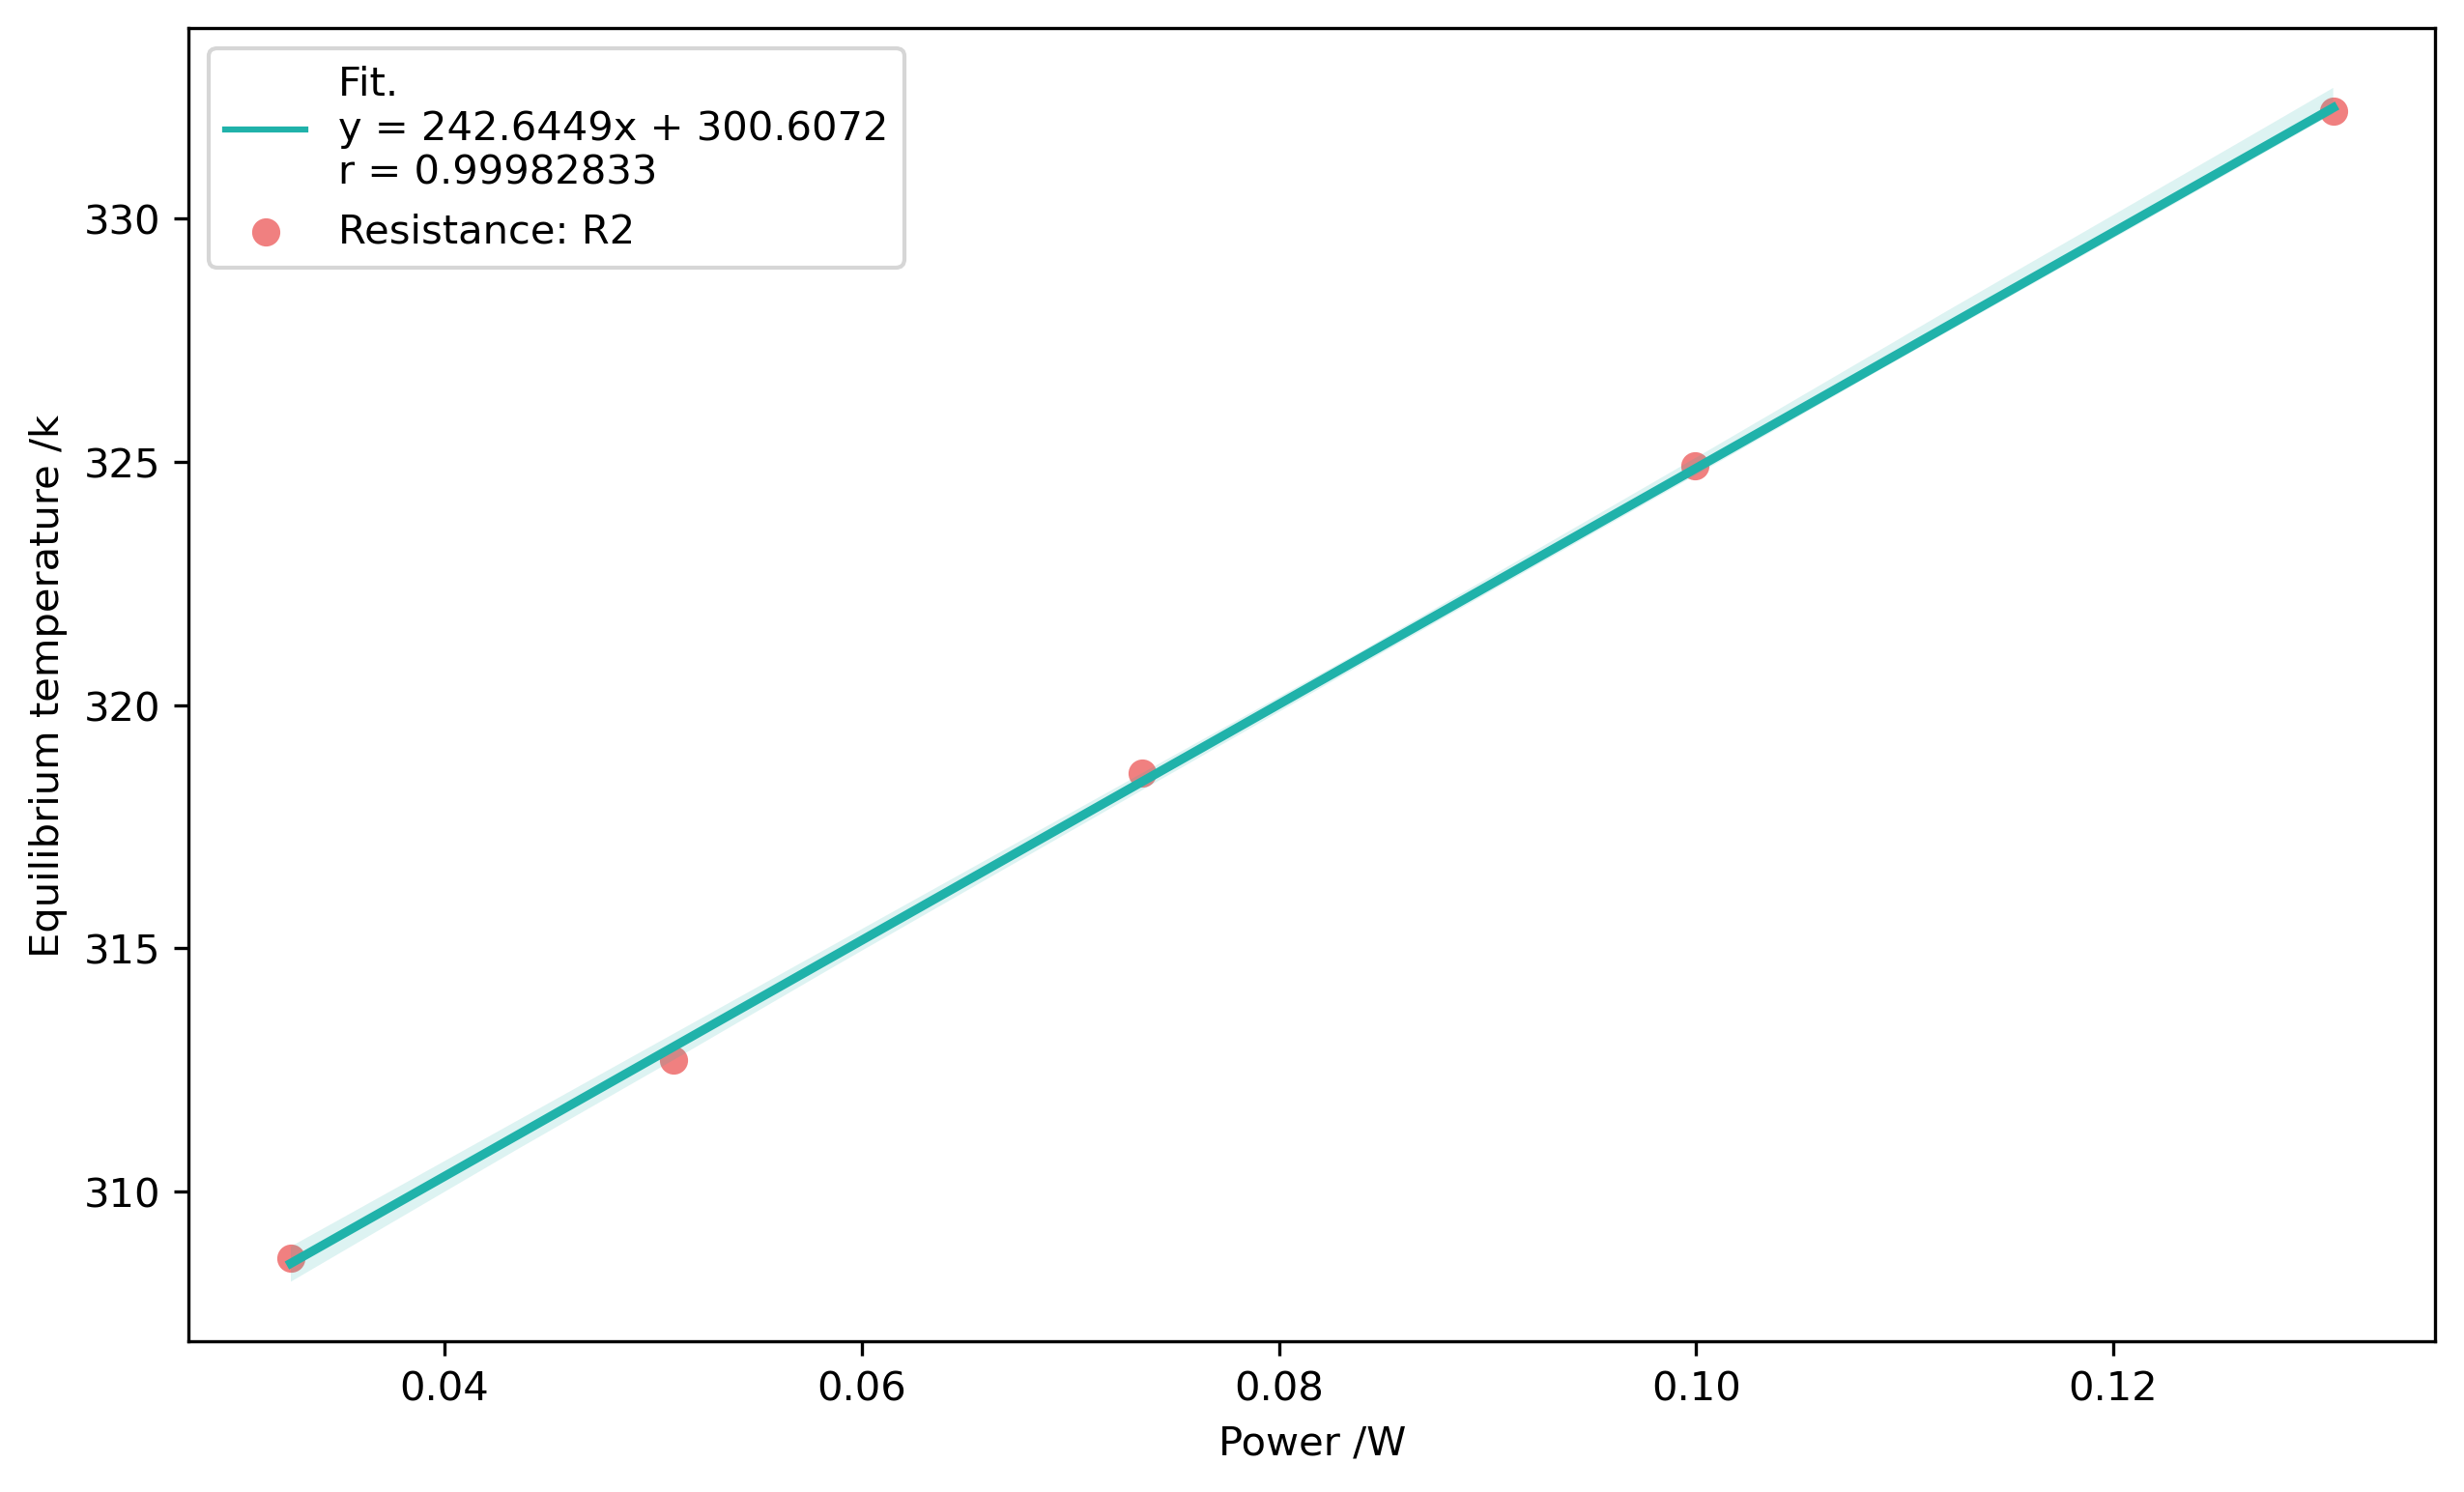 Fit.
y = 242.6449x + 300.6072
r = 0.99982833
Resistance: R2
330
325
320
315
310
Equilibrium temperature /k
0.04 0.06 0.08 0.10 0.12
Power /W